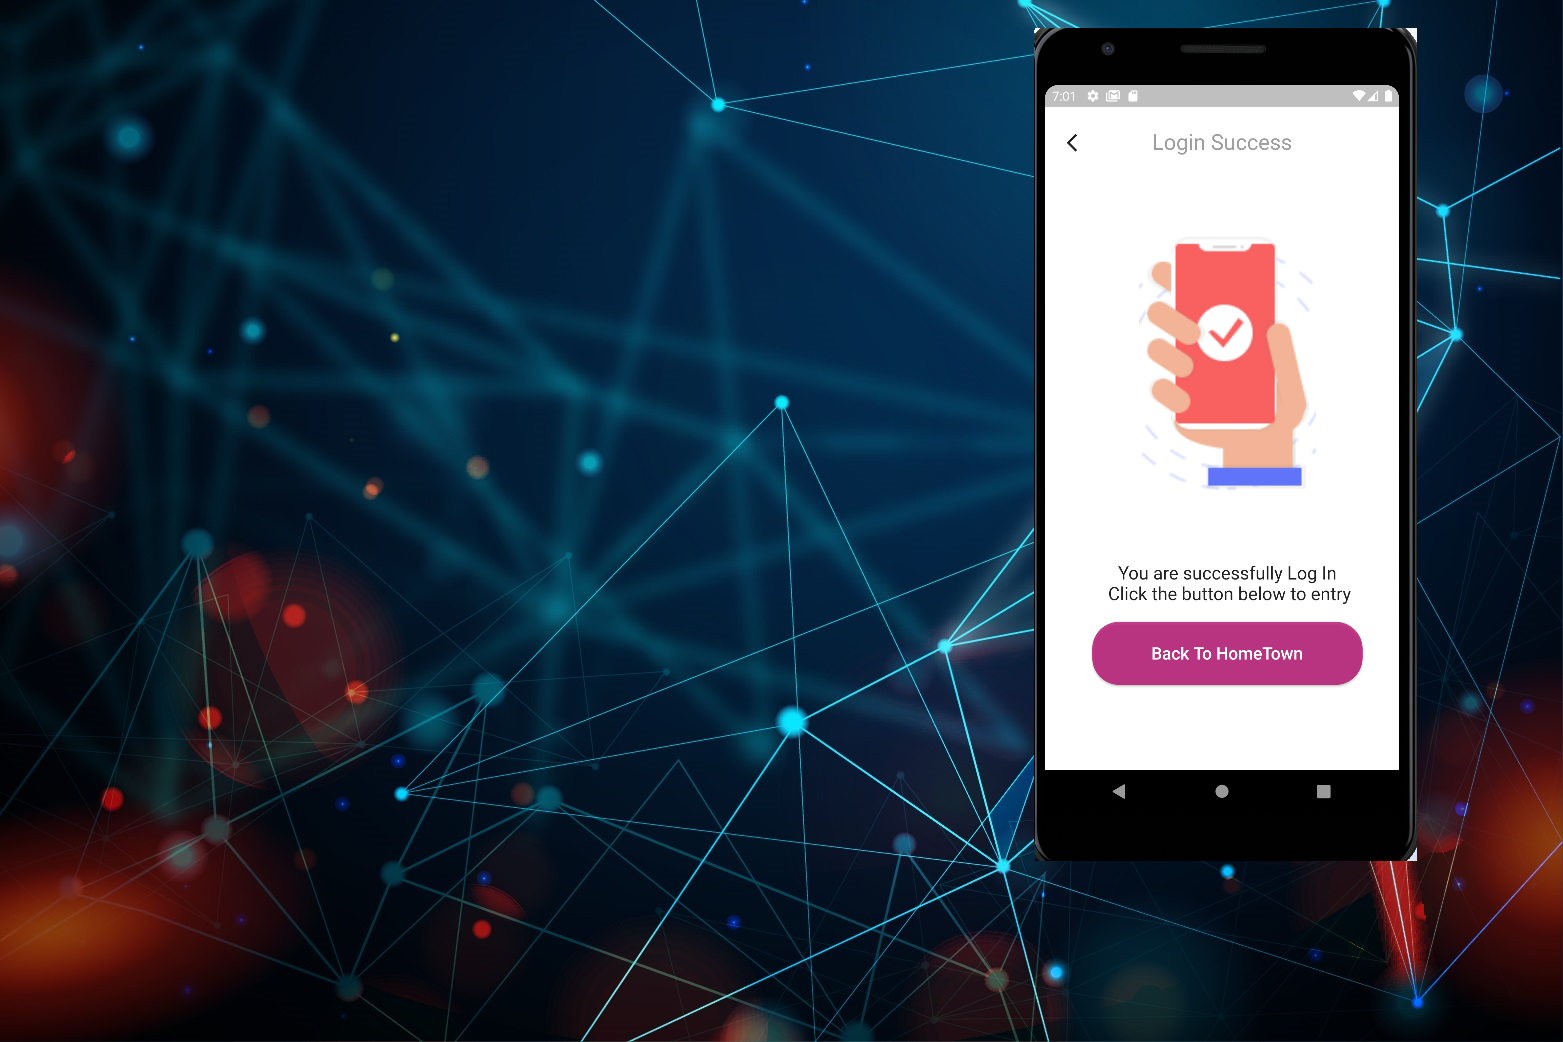 7:01
Login Success
You are successfully Log In
Click the button below to entry
Back To HomeTown